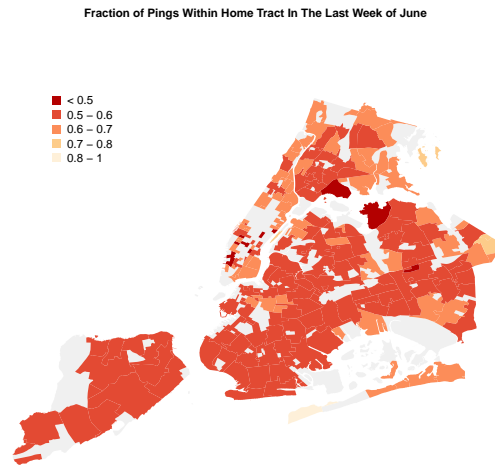 Fraction of Pings Within Home Tract In The Last Week of June
< 0.5
0.5 – 0.6
0.6 – 0.7
0.7 – 0.8
0.8 – 1